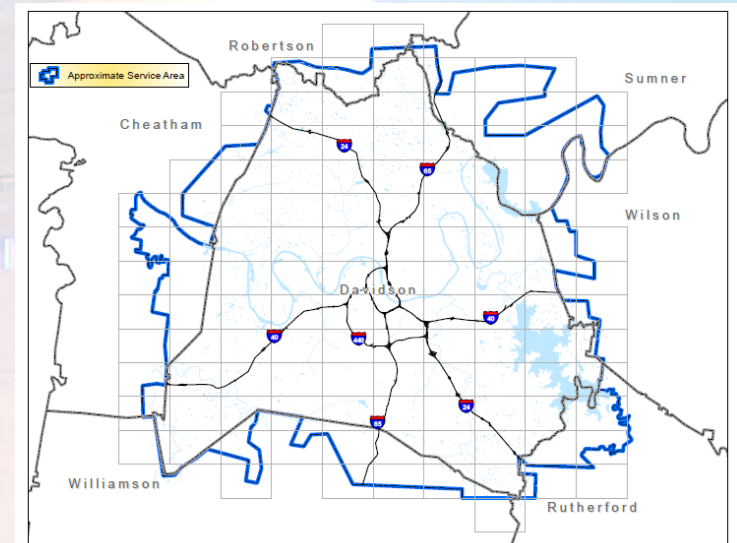 Robertson
Approximate Service Area
Sumner
Cheatham
24
65
Wilson
Davidson
40
40
440
24
65
Williamson
Rutherford